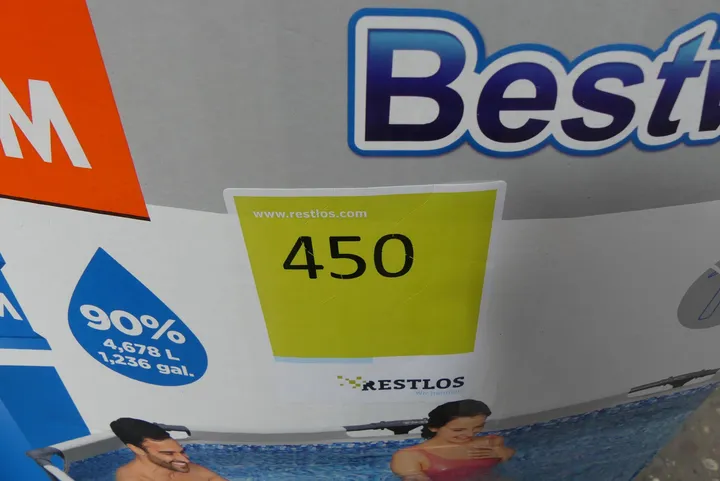 M
Bestw
www.restlos.com
450
90%
4,678 L
1,236 gal.
M
RESTLOS